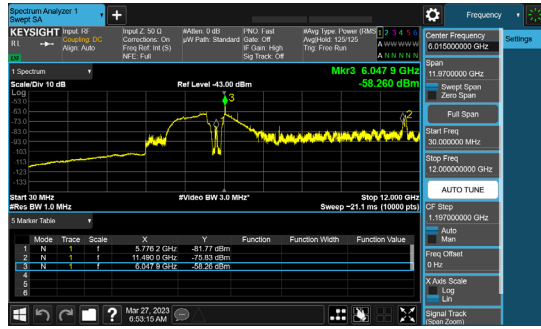 Spectrum Analyzer 1
Swept SA
+
Frequency
KEYSIGHT
Input: RF
Coupling: DC
Align: Auto
Input Z: 50 Ω
Corrections: On
Freq Ref: Int (S)
NFE: Full
#Atten: 0 dB
µW Path: Standard
PNO: Fast
Gate: Off
IF Gain: High
Sig Track: Off
#Avg Type: Power (RMS)
Avg|Hold: 125/125
Trig: Free Run
1 2 3 4 5 6
A W W W W W
A N N N N N
RL
1 Spectrum
Scale/Div 10 dB
Ref Level -43.00 dBm
Mkr3 6.047 9 GHz
-58.260 dBm
Log
-53.0
-63.0
-73.0
-83.0
-93.0
-103
-113
-123
-133
3
2
Start 30 MHz
#Video BW 3.0 MHz*
Stop 12.000 GHz
#Res BW 1.0 MHz
Sweep ~21.1 ms (10000 pts)
5 Marker Table
Mode Trace Scale X Y Function Function Width Function Value
1 N 1 f 5.776 2 GHz -81.77 dBm
2 N 1 f 11.490 0 GHz -75.83 dBm
3 N 1 f 6.047 9 GHz -58.26 dBm
4
5
6
Center Frequency
6.015000000 GHz
Settings
Span
11.9700000 GHz
Swept Span
Zero Span
Full Span
Start Freq
30.000000 MHz
Stop Freq
12.000000000 GHz
AUTO TUNE
CF Step
1.197000000 GHz
Auto
Man
Freq Offset
0 Hz
X Axis Scale
Log
Lin
Signal Track
(Span Zoom)
?
Mar 27, 2023
6:53:15 AM